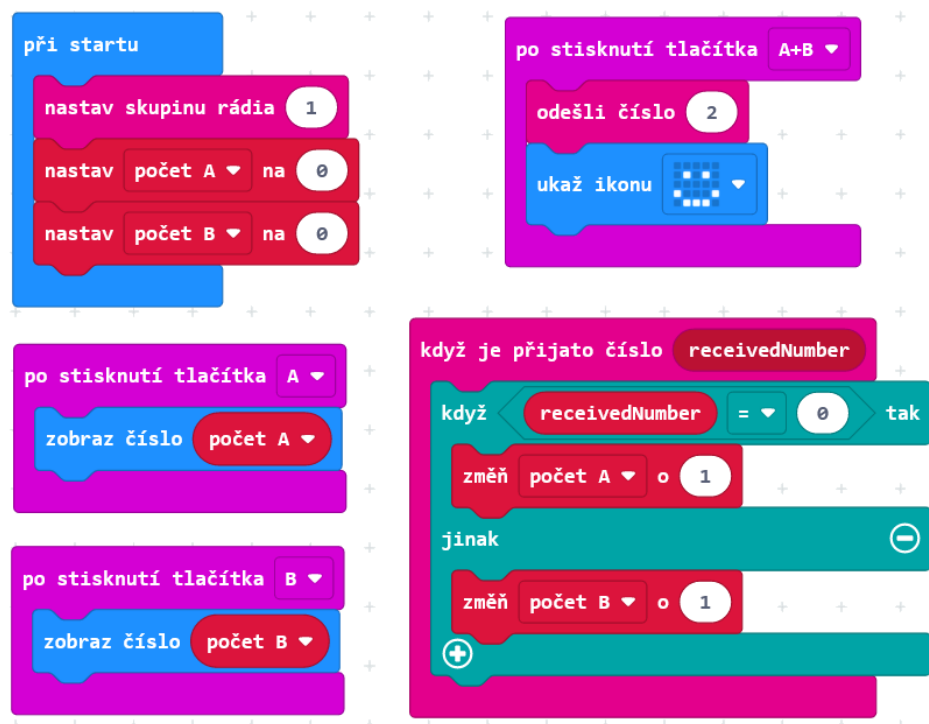 při startu
nastav skupinu rádia 1
nastav počet A na 0
nastav počet B na 0
po stisknutí tlačítka A+B
odešli číslo 2
ukaž ikonu
po stisknutí tlačítka A
zobraz číslo počet A
po stisknutí tlačítka B
zobraz číslo počet B
když je přijato číslo receivedNumber
když receivedNumber = 0 tak
změň počet A o 1
jinak
změň počet B o 1